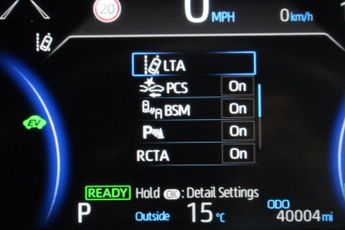 20 0 MPH 0 km/h
LTA
PCS On
BSM On
P On
RCTA On
EV
READY Hold OK : Detail Settings
P Outside 15 °C ODO 40004 mi